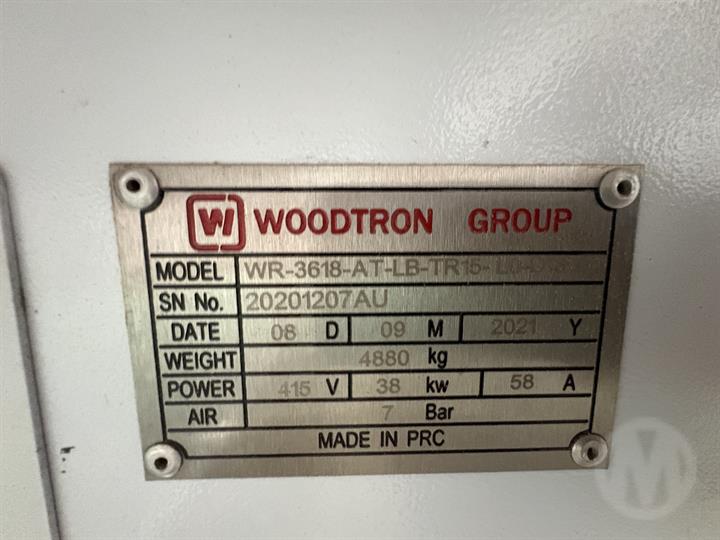 W WOODTRON GROUP
MODEL WR-3618-AT-LB-TR15-
SN No. 20201207AU
DATE 08 D 09 M 2021 Y
WEIGHT 4880 kg
POWER 415 V 38 kw 58 A
AIR 7 Bar
MADE IN PRC
M